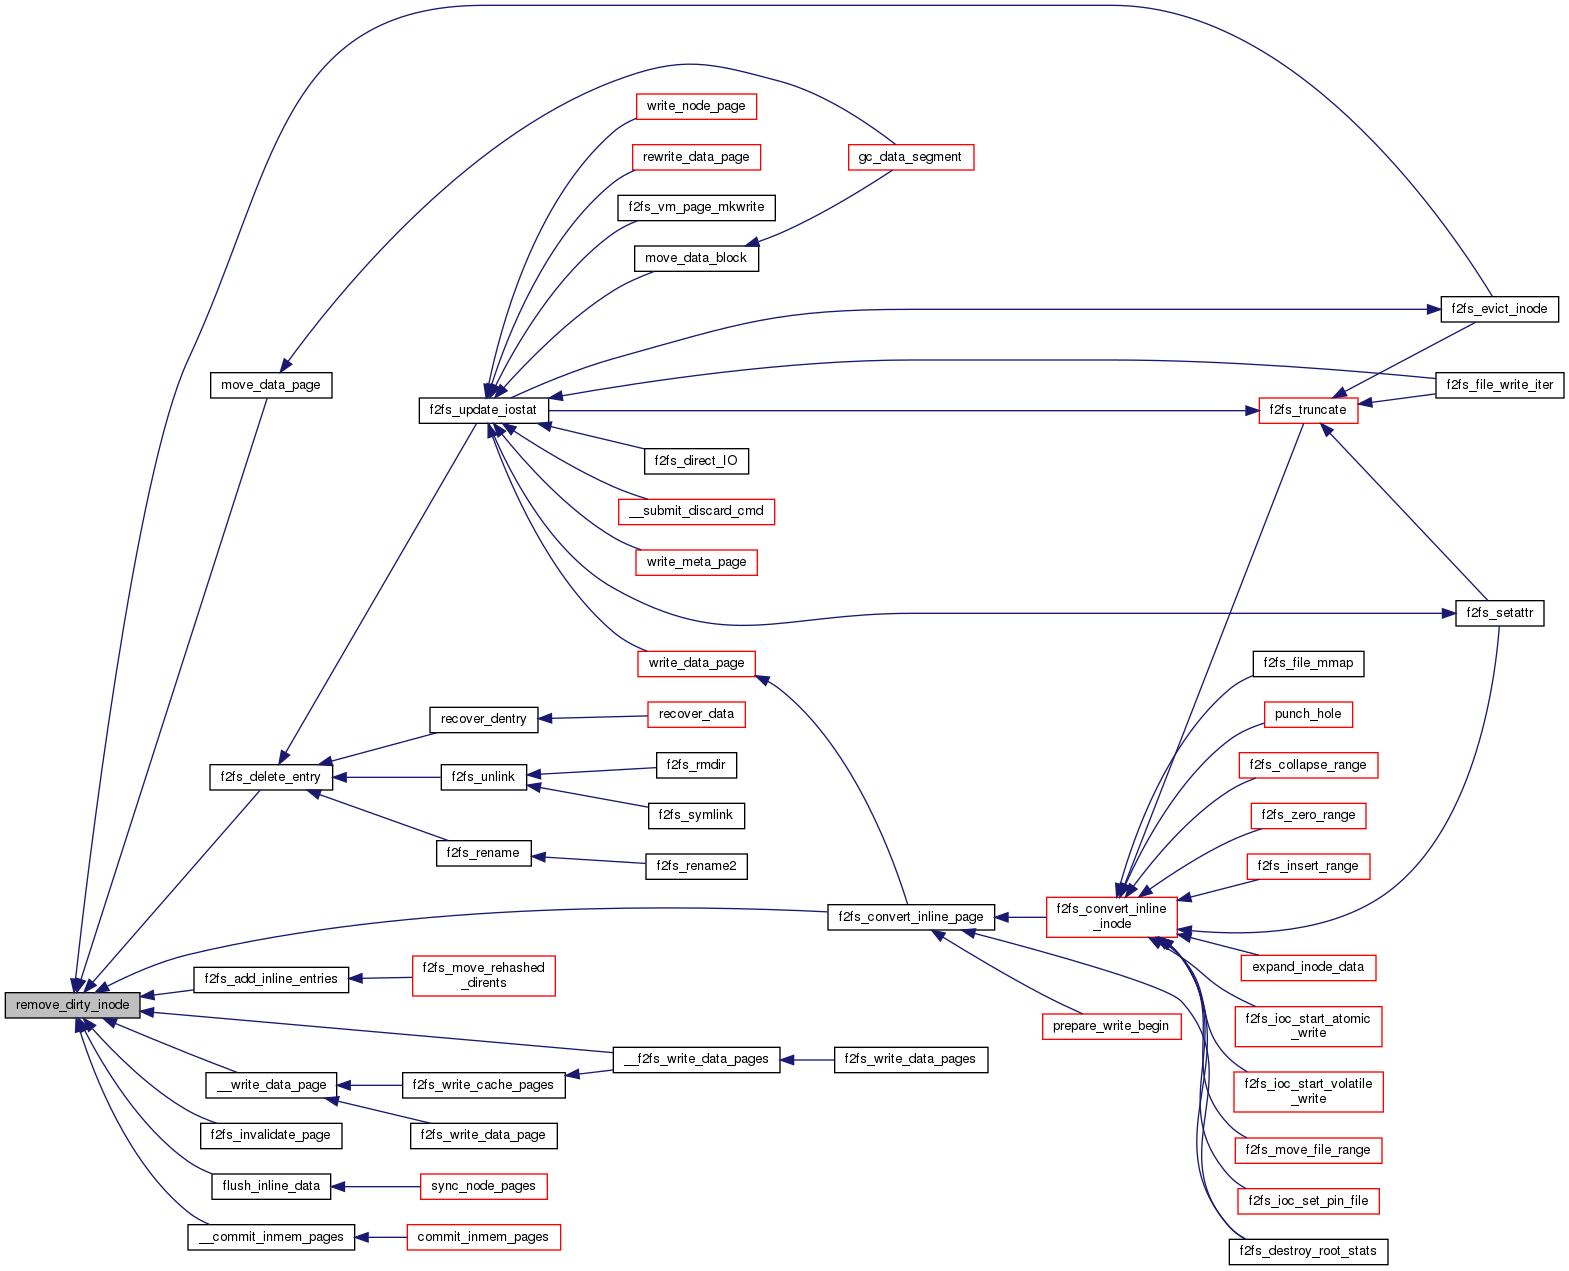 write_node_page
rewrite_data_page
gc_data_segment
f2fs_vm_page_mkwrite
move_data_block
f2fs_evict_inode
move_data_page
f2fs_file_write_iter
f2fs_update_iostat
f2fs_truncate
f2fs_direct_IO
__submit_discard_cmd
write_meta_page
f2fs_setattr
write_data_page
f2fs_file_mmap
recover_dentry
recover_data
punch_hole
f2fs_delete_entry
f2fs_unlink
f2fs_rmdir
f2fs_collapse_range
f2fs_symlink
f2fs_zero_range
f2fs_rename
f2fs_rename2
f2fs_insert_range
f2fs_convert_inline_page
f2fs_convert_inline
_inode
f2fs_add_inline_entries
f2fs_move_rehashed
_dirents
expand_inode_data
remove_dirty_inode
prepare_write_begin
f2fs_ioc_start_atomic
_write
__f2fs_write_data_pages
f2fs_write_data_pages
__write_data_page
f2fs_write_cache_pages
f2fs_ioc_start_volatile
_write
f2fs_invalidate_page
f2fs_write_data_page
f2fs_move_file_range
flush_inline_data
sync_node_pages
f2fs_ioc_set_pin_file
__commit_inmem_pages
commit_inmem_pages
f2fs_destroy_root_stats